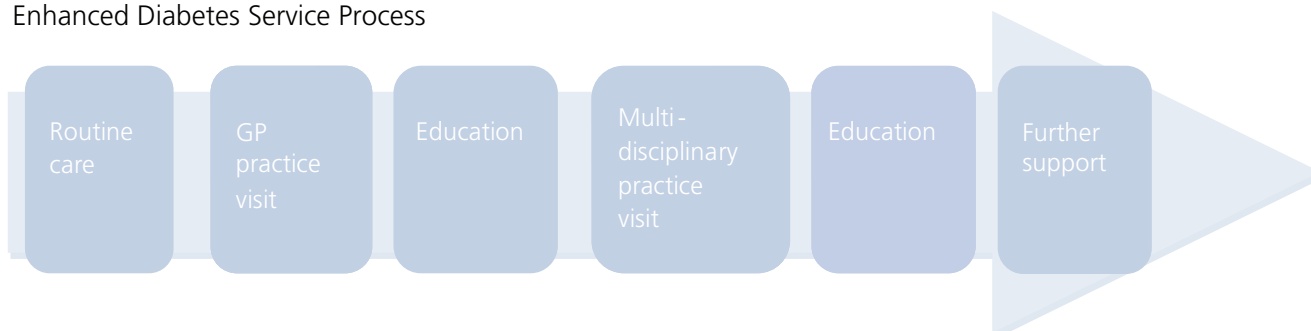 Enhanced Diabetes Service Process
Routine
care
GP
practice
visit
Education
Multi-
disciplinary
practice
visit
Education
Further
support